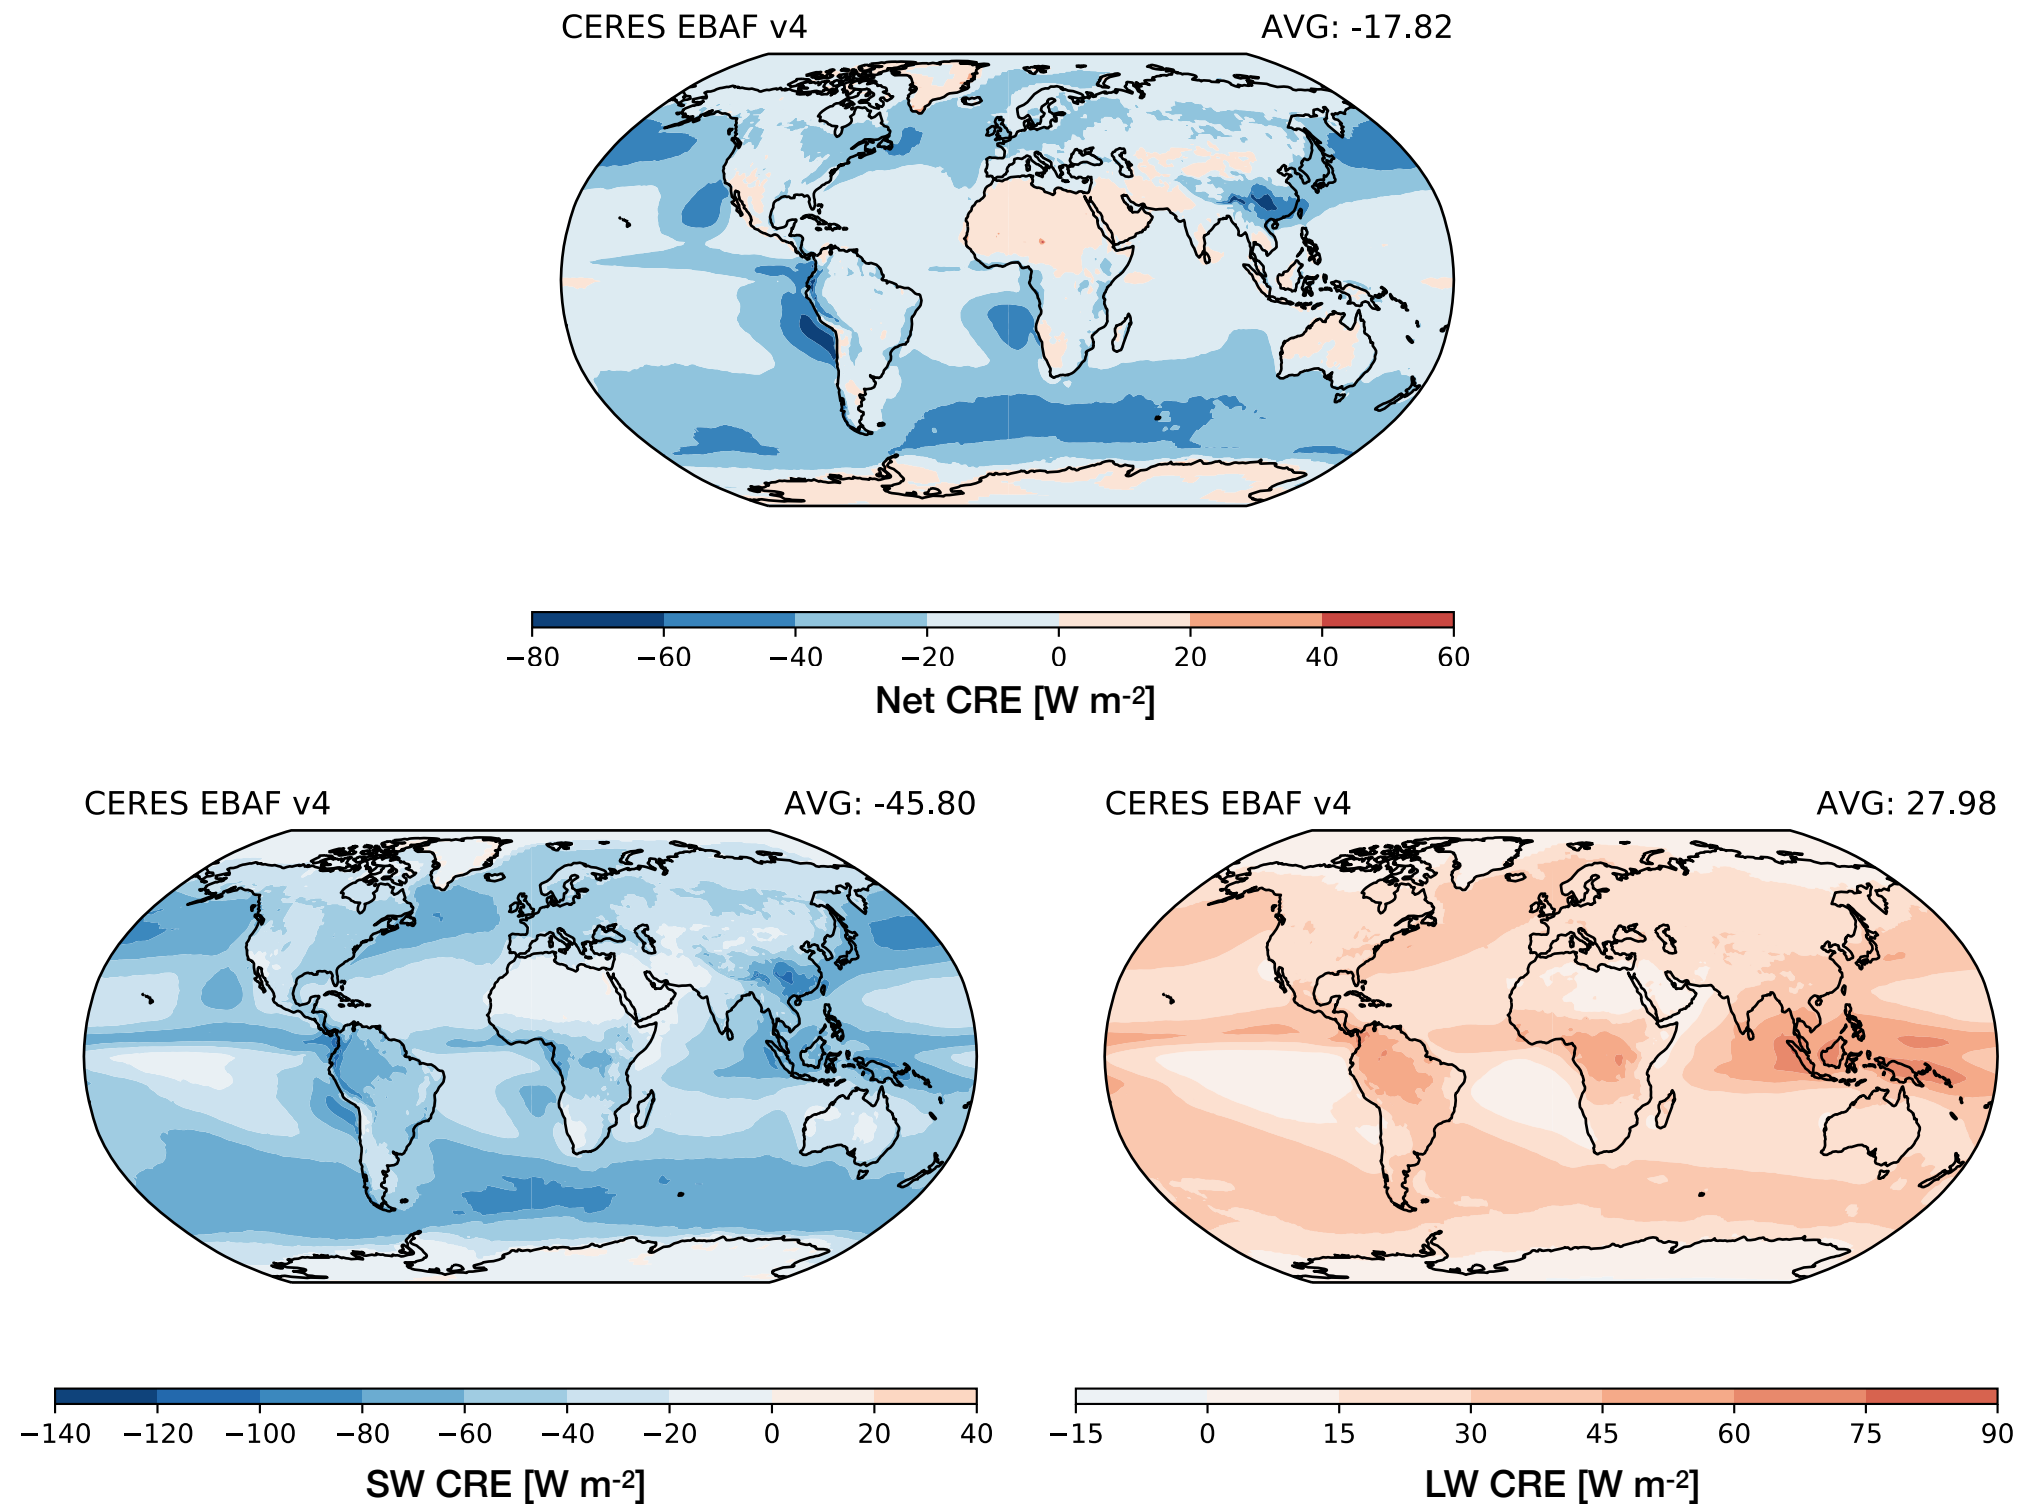 CERES EBAF v4 AVG: -17.82
−80 −60 −40 −20 0 20 40 60
Net CRE [W m-2]
CERES EBAF v4 AVG: -45.80
CERES EBAF v4 AVG: 27.98
−140 −120 −100 −80 −60 −40 −20 0 20 40
−15 0 15 30 45 60 75 90
SW CRE [W m-2]
LW CRE [W m-2]